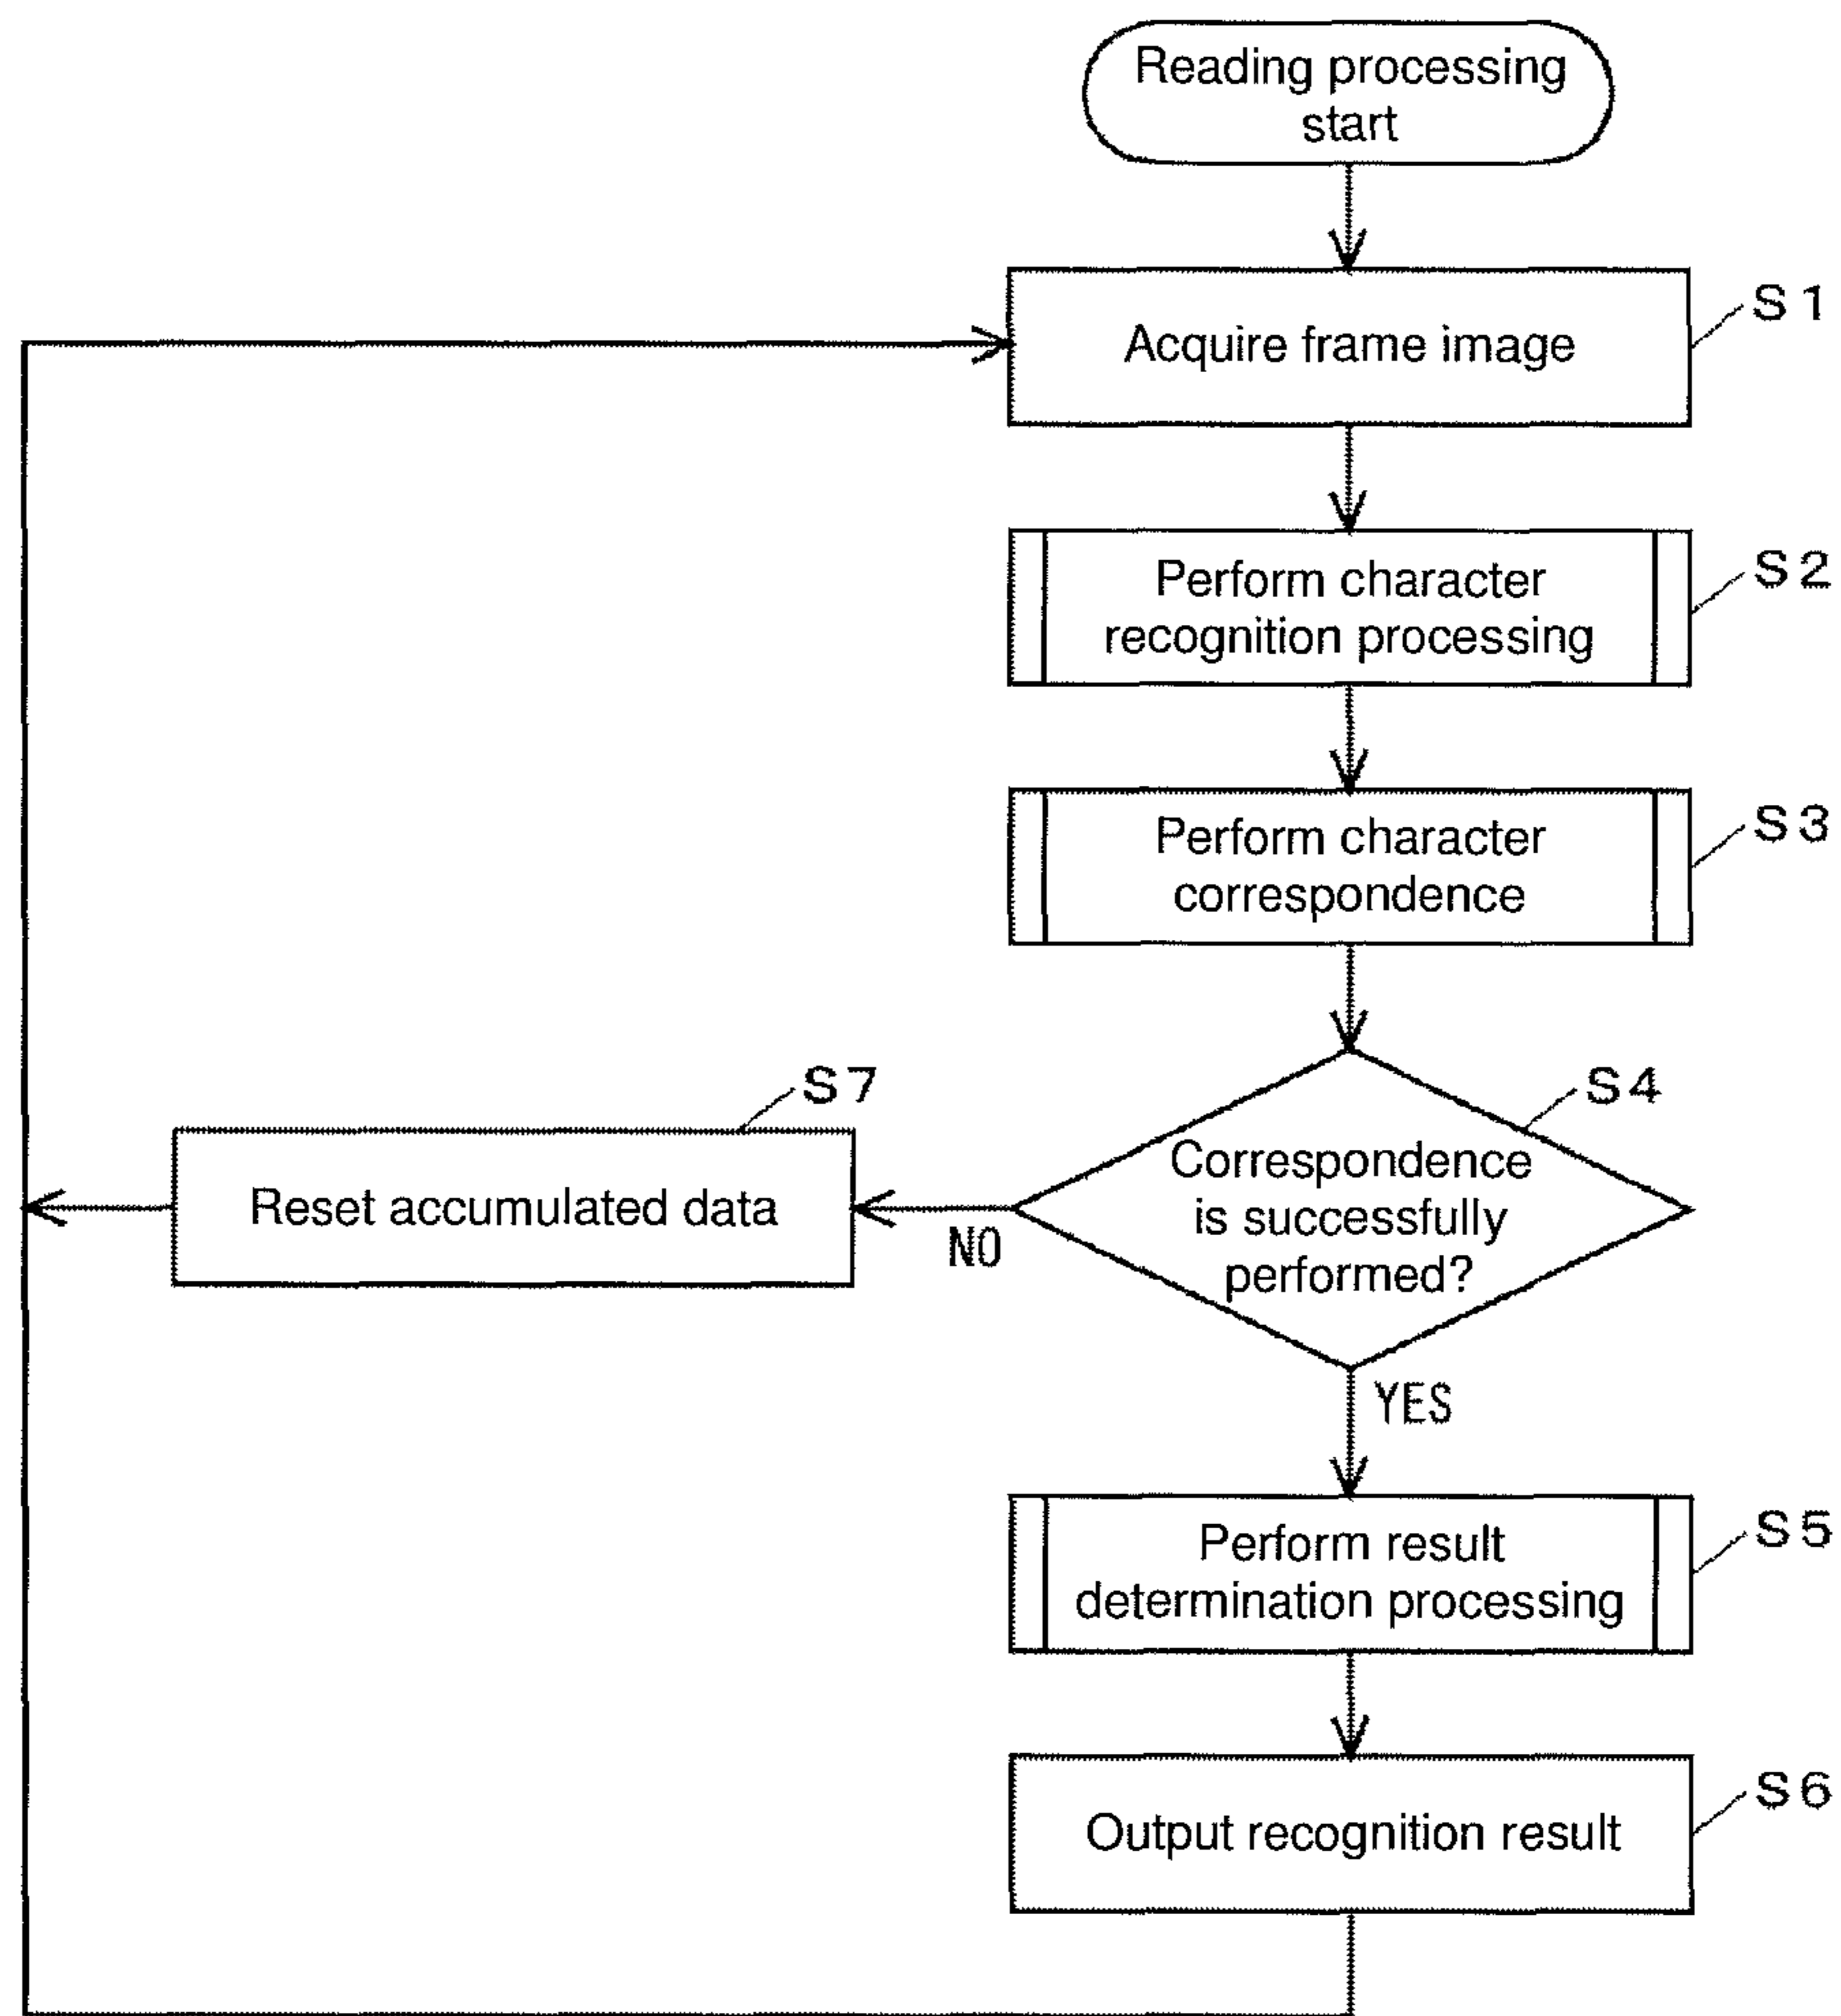 Reading processing
start
Acquire frame image
S1
Perform character
recognition processing
S2
Perform character
correspondence
S3
Correspondence
is successfully
performed?
S4
NO
Reset accumulated data
S7
YES
Perform result
determination processing
S5
Output recognition result
S6